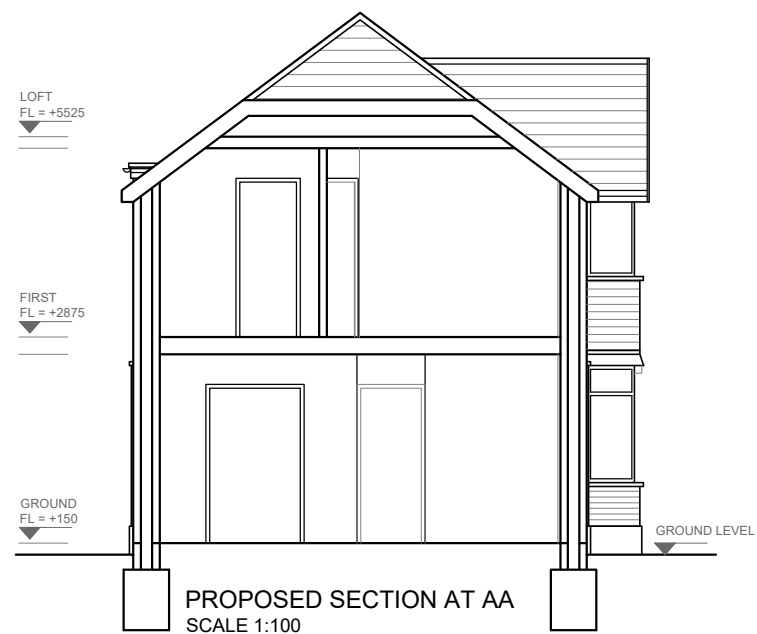 LOFT
FL = +5525
FIRST
FL = +2875
GROUND
FL = +150
GROUND LEVEL
PROPOSED SECTION AT AA
SCALE 1:100